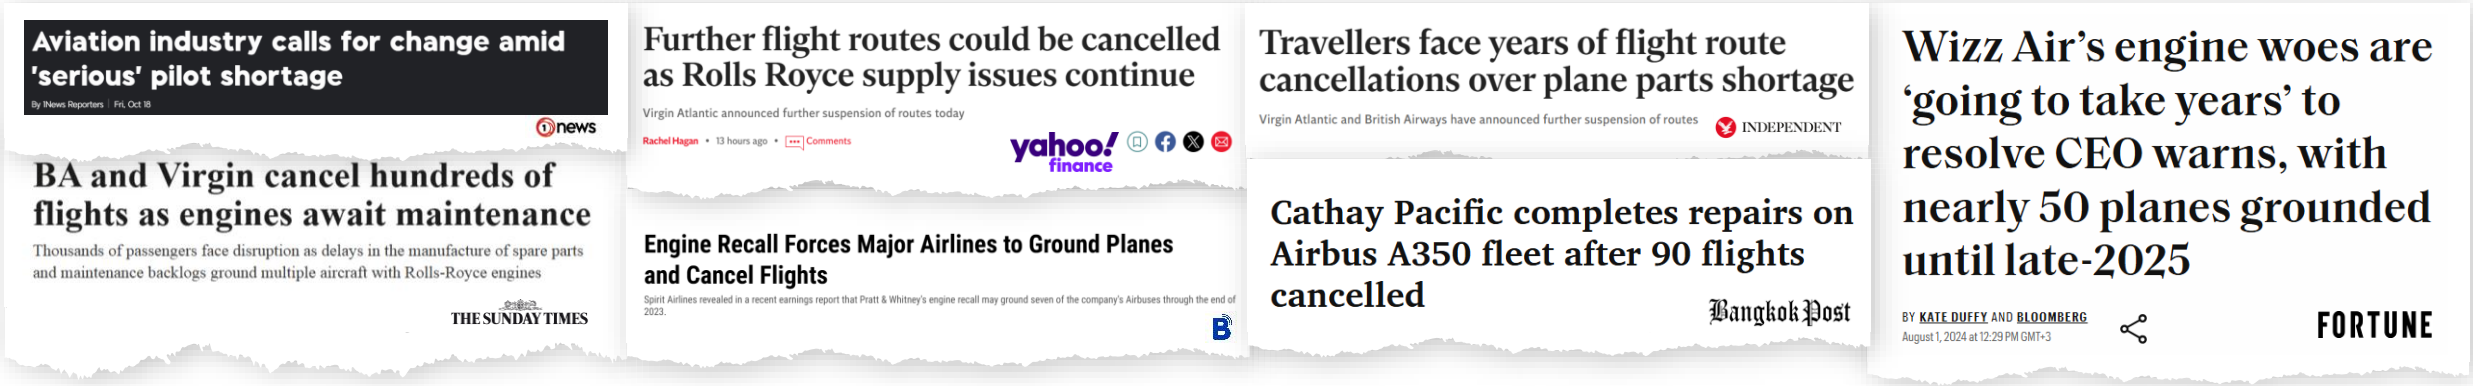 Aviation industry calls for change amid
'serious' pilot shortage
By 1News Reporters | Fri, Oct 18
1 news
BA and Virgin cancel hundreds of
flights as engines await maintenance
Thousands of passengers face disruption as delays in the manufacture of spare parts
and maintenance backlogs ground multiple aircraft with Rolls-Royce engines
THE SUNDAY TIMES
Further flight routes could be cancelled
as Rolls Royce supply issues continue
Virgin Atlantic announced further suspension of routes today
Rachel Hagan • 13 hours ago • Comments
yahoo!
finance
Engine Recall Forces Major Airlines to Ground Planes
and Cancel Flights
Spirit Airlines revealed in a recent earnings report that Pratt & Whitney's engine recall may ground seven of the company's Airbuses through the end of
2023.
B
Travellers face years of flight route
cancellations over plane parts shortage
Virgin Atlantic and British Airways have announced further suspension of routes
INDEPENDENT
Cathay Pacific completes repairs on
Airbus A350 fleet after 90 flights
cancelled
Bangkok Post
Wizz Air's engine woes are
'going to take years' to
resolve CEO warns, with
nearly 50 planes grounded
until late-2025
BY KATE DUFFY AND BLOOMBERG
August 1, 2024 at 12:29 PM GMT+3
FORTUNE